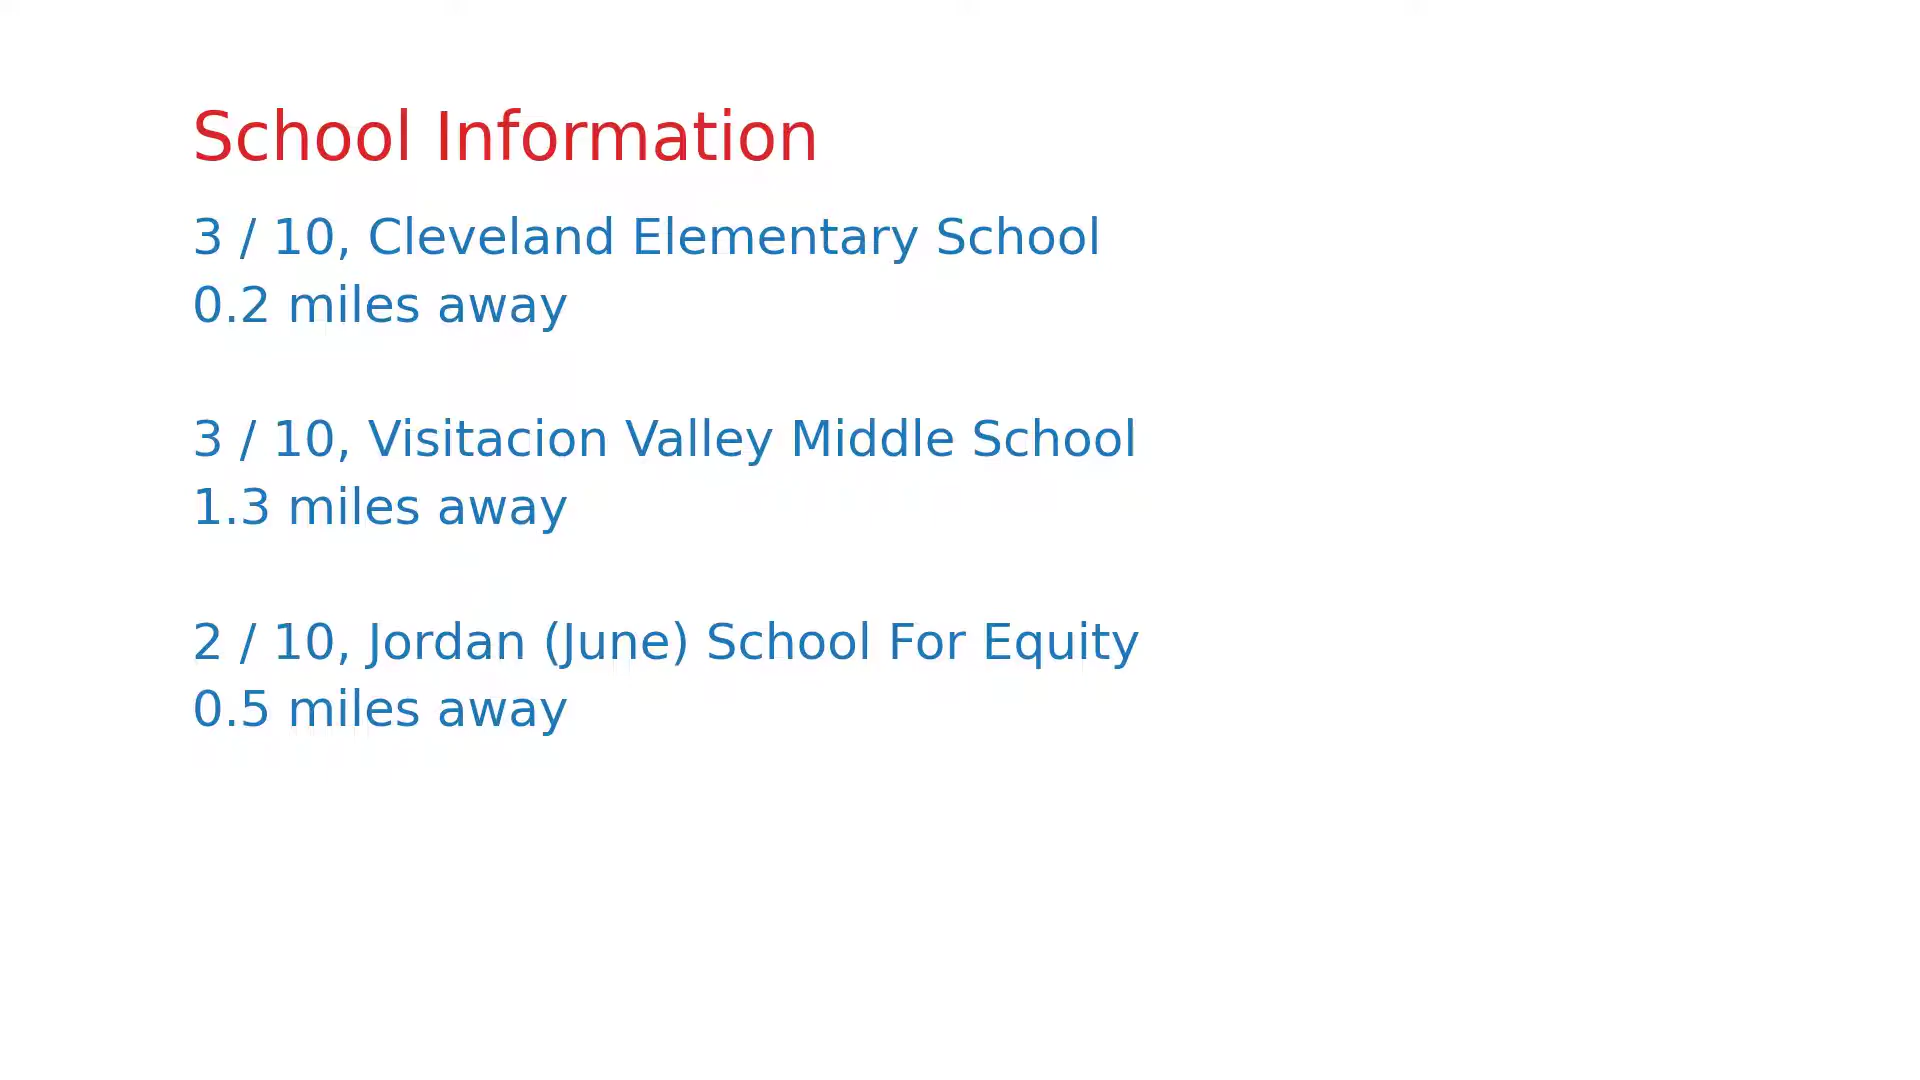 School Information
3 / 10, Cleveland Elementary School
0.2 miles away
3 / 10, Visitacion Valley Middle School
1.3 miles away
2 / 10, Jordan (June) School For Equity
0.5 miles away